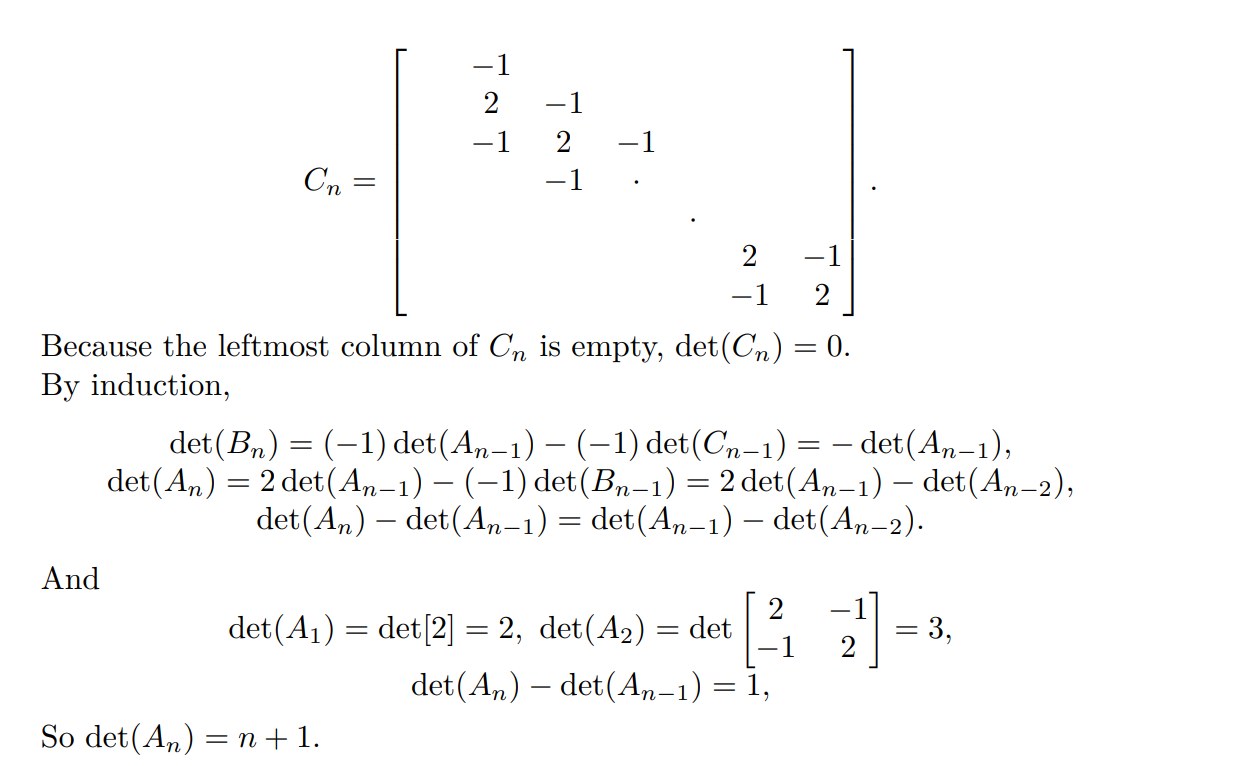 −1
2 −1
−1 2 −1
C_n = −1 · .
·
2 −1
−1 2
Because the leftmost column of C_n is empty, det(C_n) = 0.
By induction,
det(B_n) = (−1) det(A_{n−1}) − (−1) det(C_{n−1}) = − det(A_{n−1}),
det(A_n) = 2 det(A_{n−1}) − (−1) det(B_{n−1}) = 2 det(A_{n−1}) − det(A_{n−2}),
det(A_n) − det(A_{n−1}) = det(A_{n−1}) − det(A_{n−2}).
And
det(A_1) = det[2] = 2, det(A_2) = det [2 −1
−1 2] = 3,
det(A_n) − det(A_{n−1}) = 1,
So det(A_n) = n + 1.